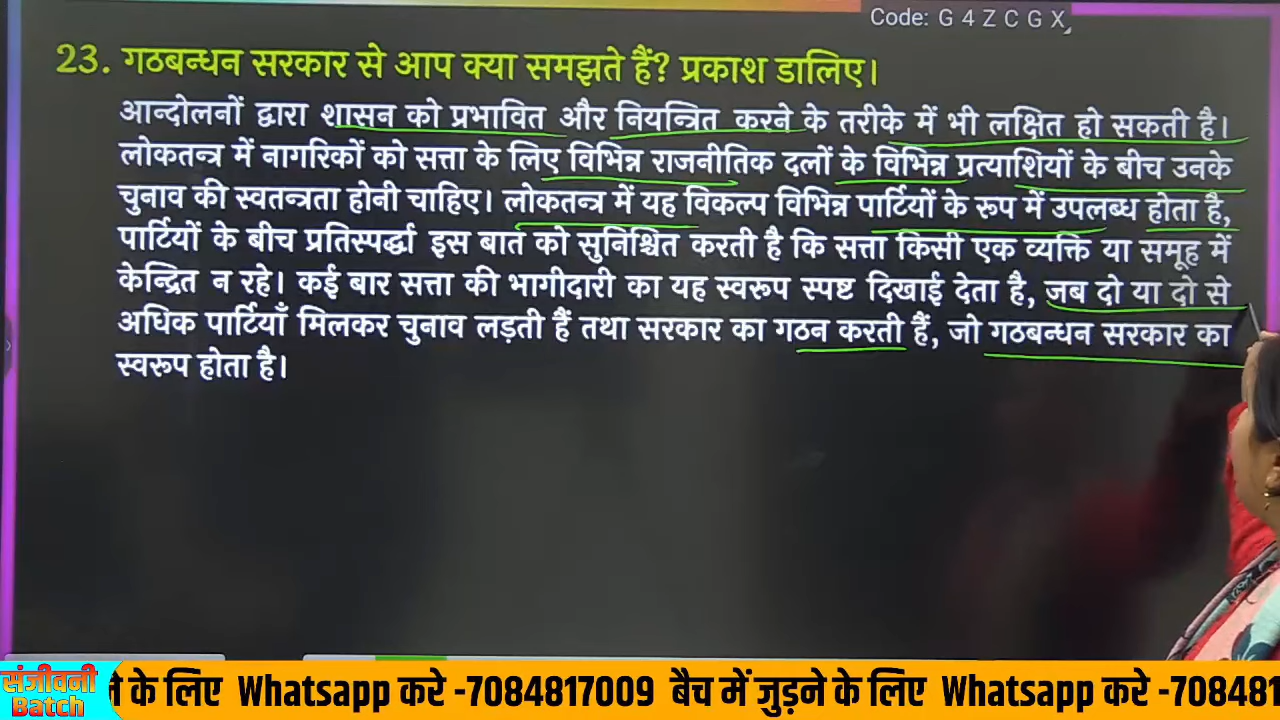 Code: G 4 Z C G X
23. गठबन्धन सरकार से आप क्या समझते हैं? प्रकाश डालिए।
आन्दोलनों द्वारा शासन को प्रभावित और नियन्त्रित करने के तरीके में भी लक्षित हो सकती है।
लोकतन्त्र में नागरिकों को सत्ता के लिए विभिन्न राजनीतिक दलों के विभिन्न प्रत्याशियों के बीच उनके
चुनाव की स्वतन्त्रता होनी चाहिए। लोकतन्त्र में यह विकल्प विभिन्न पार्टियों के रूप में उपलब्ध होता है,
पार्टियों के बीच प्रतिस्पर्द्धा इस बात को सुनिश्चित करती है कि सत्ता किसी एक व्यक्ति या समूह में
केन्द्रित न रहे। कई बार सत्ता की भागीदारी का यह स्वरूप स्पष्ट दिखाई देता है, जब दो या दो से
अधिक पार्टियाँ मिलकर चुनाव लड़ती हैं तथा सरकार का गठन करती हैं, जो गठबन्धन सरकार का
स्वरूप होता है।
संजीवनी
Batch
के लिए Whatsapp करे -7084817009 बैच में जुड़ने के लिए Whatsapp करे -708481